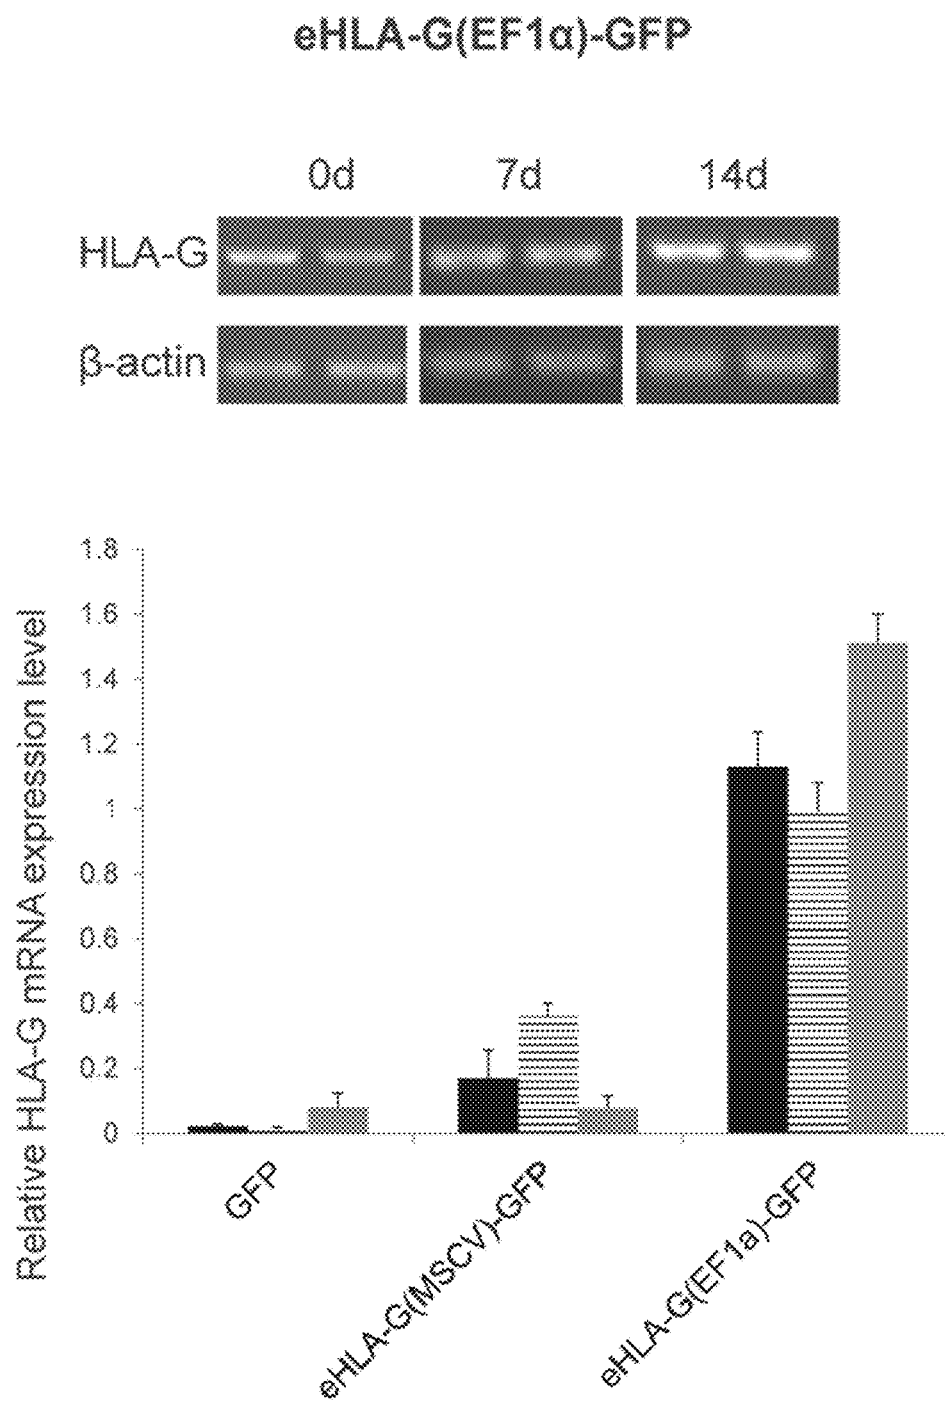 eHLA-G(EF1α)-GFP
0d 7d 14d
HLA-G
β-actin
Relative HLA-G mRNA expression level
1.8
1.6
1.4
1.2
1
0.8
0.6
0.4
0.2
0
GFP
eHLA-G(MSCV)-GFP
eHLA-G(EF1a)-GFP